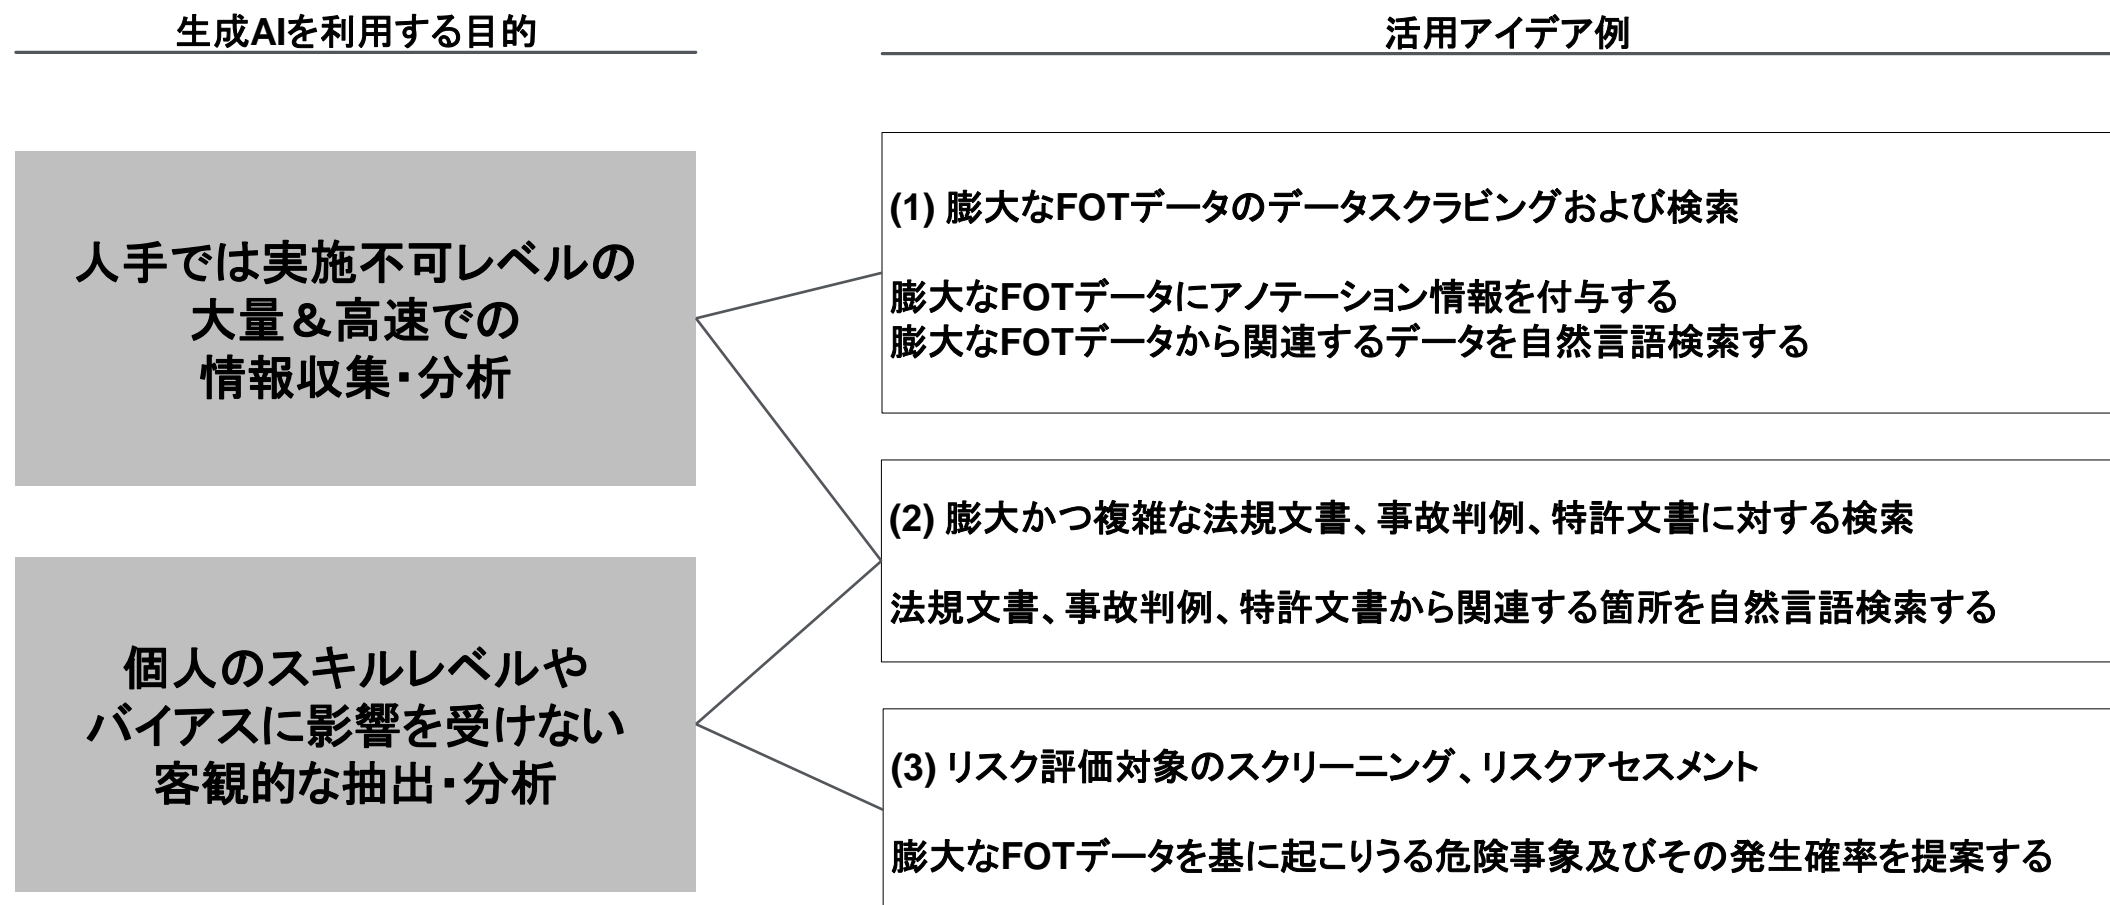 生成AIを利用する目的
活用アイデア例
人手では実施不可レベルの
大量＆高速での
情報収集・分析
個人のスキルレベルや
バイアスに影響を受けない
客観的な抽出・分析
(1) 膨大なFOTデータのデータスクラビングおよび検索
膨大なFOTデータにアノテーション情報を付与する
膨大なFOTデータから関連するデータを自然言語検索する
(2) 膨大かつ複雑な法規文書、事故判例、特許文書に対する検索
法規文書、事故判例、特許文書から関連する箇所を自然言語検索する
(3) リスク評価対象のスクリーニング、リスクアセスメント
膨大なFOTデータを基に起こりうる危険事象及びその発生確率を提案する